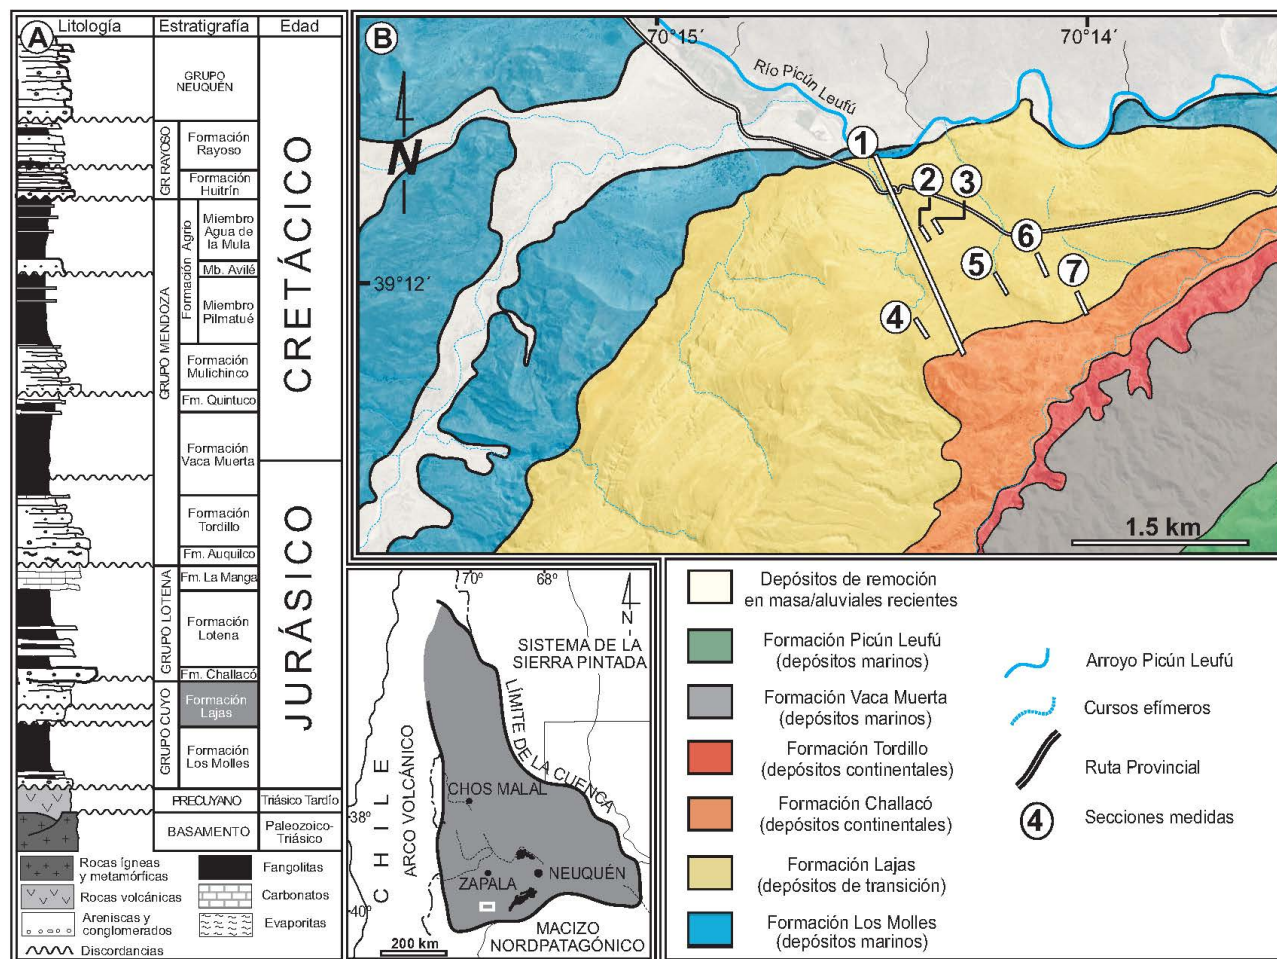 A
Litología
Estratigrafía
Edad
GRUPO
NEUQUÉN
GR. RAYOSO
Formación
Rayoso
Formación
Huitrín
GRUPO MENDOZA
Formación Agrio
Miembro
Agua de
la Mula
Mb. Avilé
Miembro
Pilmatué
Formación
Mulichinco
Fm. Quintuco
Formación
Vaca Muerta
Formación
Tordillo
Fm. Auquilco
GRUPO LOTENA
Fm. La Manga
Formación
Lotena
Fm. Challacó
GRUPO CUYO
Formación
Lajas
Formación
Los Molles
PRECUYANO
Triásico Tardío
BASAMENTO
Paleozoico-
Triásico
CRETÁCICO
JURÁSICO
Rocas ígneas
y metamórficas
Rocas volcánicas
Areniscas y
conglomerados
Discordancias
Fangolitas
Carbonatos
Evaporitas
B
70°15´
70°14´
39°12´
N
Río Picún Leufú
1
2
3
6
5
7
4
1.5 km
70º
68º
N
SISTEMA DE LA
SIERRA PINTADA
LÍMITE DE LA CUENCA
CHILE
ARCO VOLCÁNICO
CHOS MALAL
38º
NEUQUÉN
ZAPALA
40º
MACIZO
NORDPATAGÓNICO
200 km
Depósitos de remoción
en masa/aluviales recientes
Formación Picún Leufú
(depósitos marinos)
Formación Vaca Muerta
(depósitos marinos)
Formación Tordillo
(depósitos continentales)
Formación Challacó
(depósitos continentales)
Formación Lajas
(depósitos de transición)
Formación Los Molles
(depósitos marinos)
Arroyo Picún Leufú
Cursos efímeros
Ruta Provincial
4
Secciones medidas